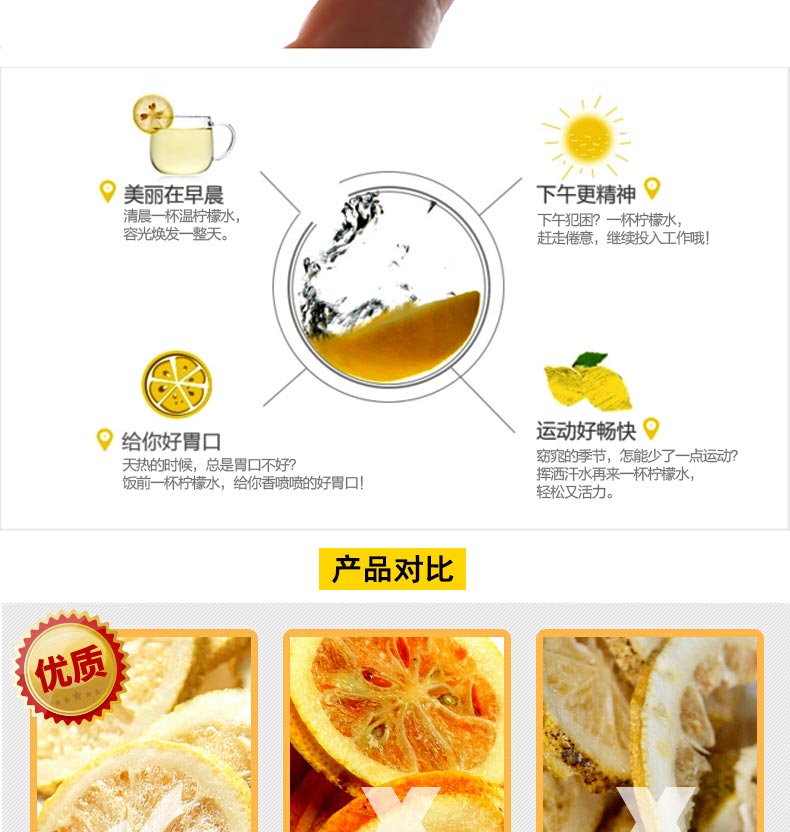 美丽在早晨
清晨一杯温柠檬水，
容光焕发一整天。
下午更精神
下午犯困？一杯柠檬水，
赶走倦意，继续投入工作哦！
给你好胃口
天热的时候，总是胃口不好？
饭前一杯柠檬水，给你香喷喷的好胃口！
运动好畅快
窈窕的季节，怎能少了一点运动？
挥洒汗水再来一杯柠檬水，
轻松又活力。
产品对比
优质